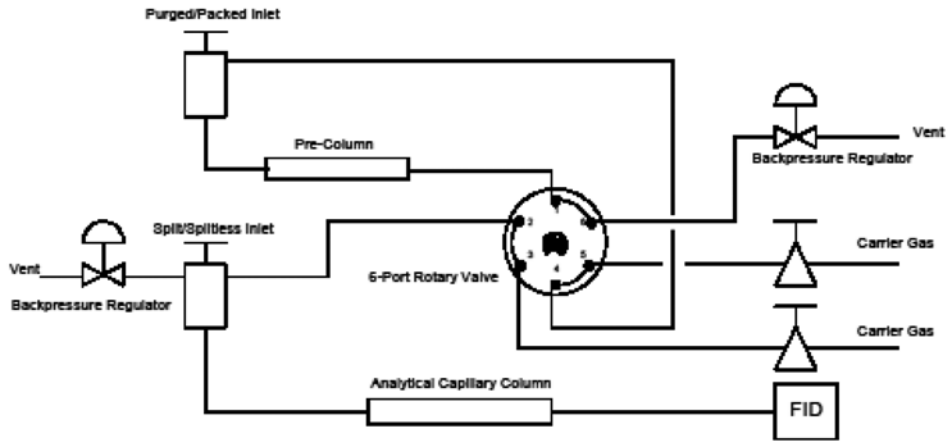 Purged/Packed Inlet
Pre-Column
Vent
Backpressure Regulator
Split/Splitless Inlet
1
2
6
3
5
4
Vent
Backpressure Regulator
6-Port Rotary Valve
Carrier Gas
Carrier Gas
Analytical Capillary Column
FID